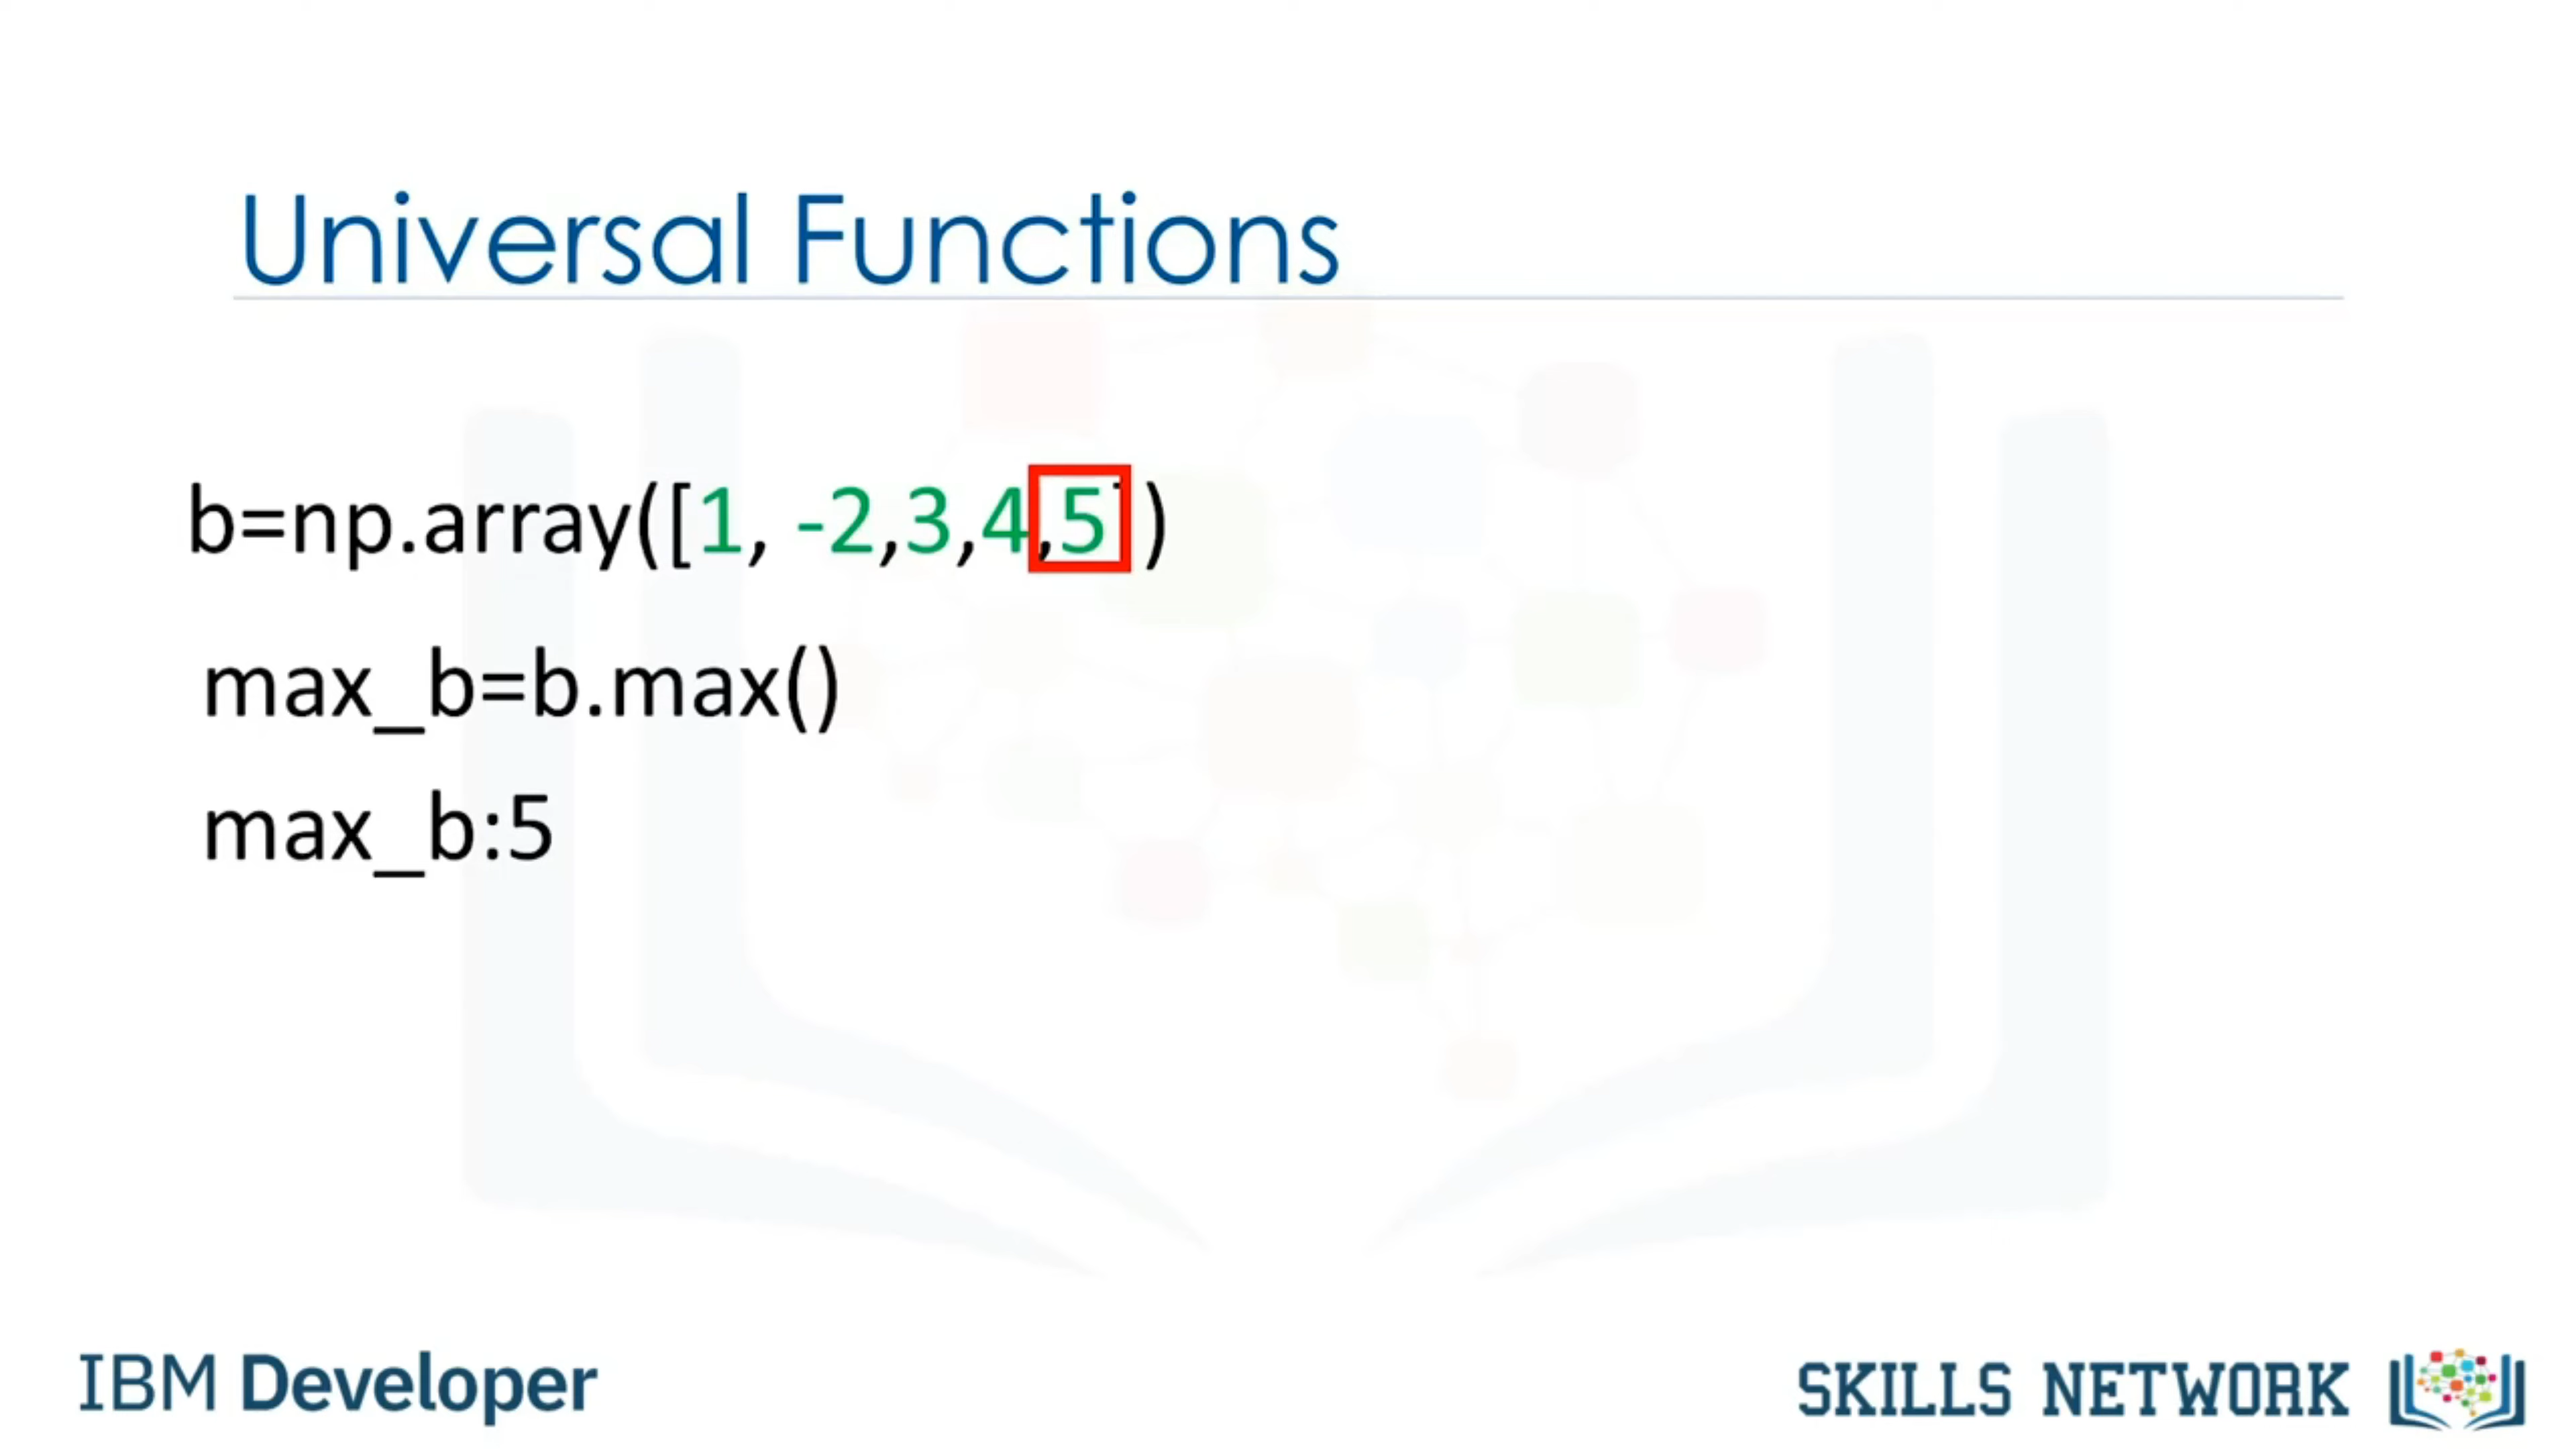 Universal Functions
b=np.array([1, -2,3,4,5])
max_b=b.max()
max_b:5
IBM Developer
SKILLS NETWORK